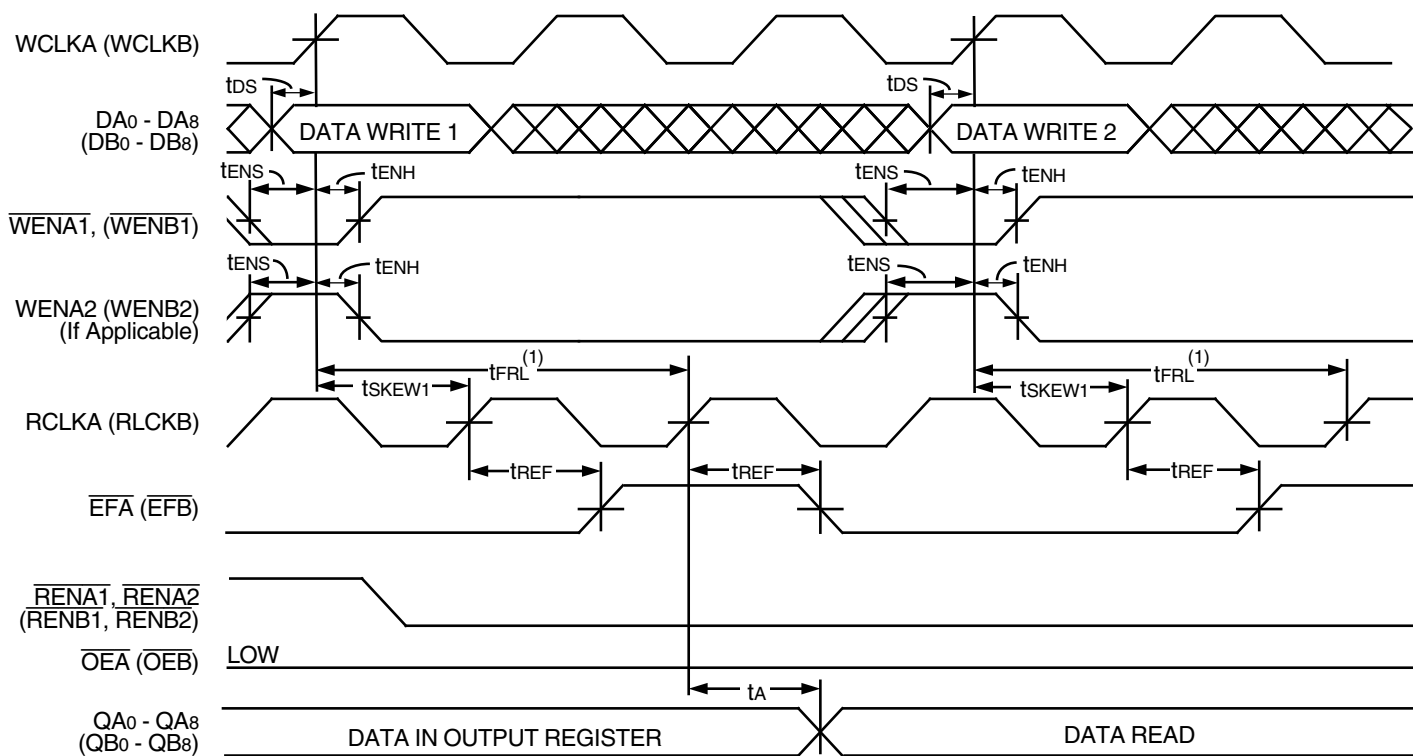 WCLKA (WCLKB)
tDS
tDS
DA0 - DA8
(DB0 - DB8)
DATA WRITE 1
DATA WRITE 2
tENS
tENH
tENS
tENH
WENA1, (WENB1)
tENS
tENH
tENS
tENH
WENA2 (WENB2)
(If Applicable)
tFRL(1)
tFRL(1)
tSKEW1
tSKEW1
RCLKA (RLCKB)
tREF
tREF
tREF
EFA (EFB)
RENA1, RENA2
(RENB1, RENB2)
OEA (OEB)
LOW
tA
QA0 - QA8
(QB0 - QB8)
DATA IN OUTPUT REGISTER
DATA READ